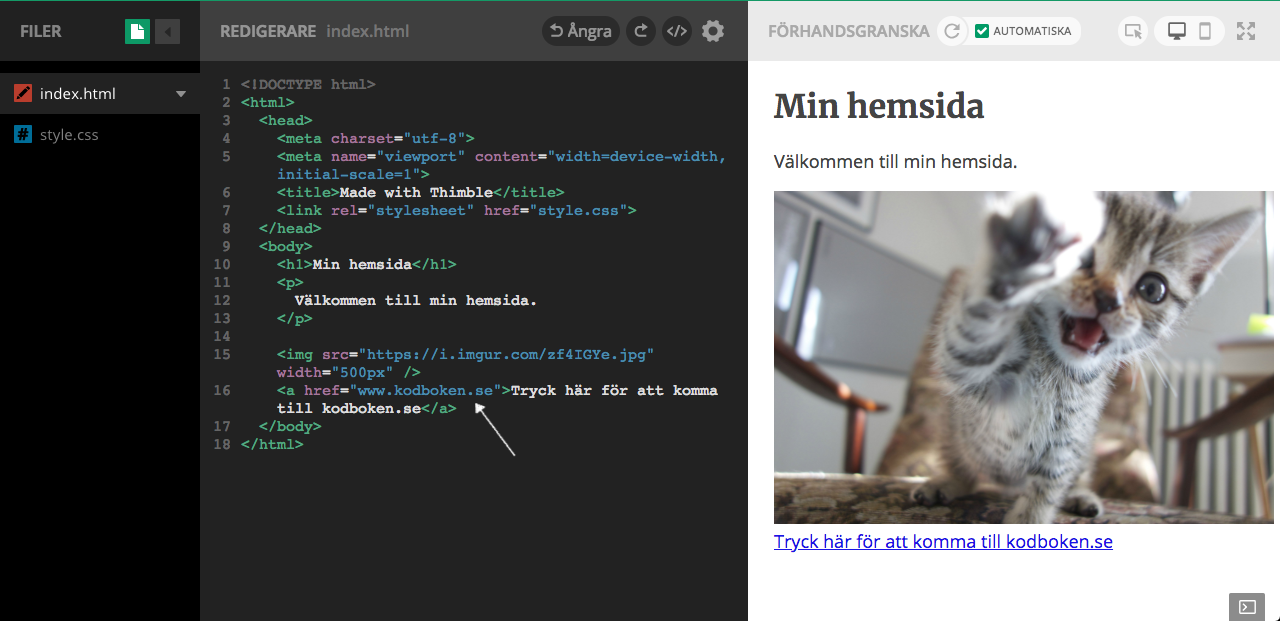 FILER
index.html
style.css
REDIGERARE index.html
Ångra
1 <!DOCTYPE html>
2 <html>
3 <head>
4 <meta charset="utf-8">
5 <meta name="viewport" content="width=device-width,
initial-scale=1">
6 <title>Made with Thimble</title>
7 <link rel="stylesheet" href="style.css">
8 </head>
9 <body>
10 <h1>Min hemsida</h1>
11 <p>
12 Välkommen till min hemsida.
13 </p>
14
15 <img src="https://i.imgur.com/zf4IGYe.jpg"
width="500px" />
16 <a href="www.kodboken.se">Tryck här för att komma
till kodboken.se</a>
17 </body>
18 </html>
FÖRHANDSGRANSKA
AUTOMATISKA
Min hemsida
Välkommen till min hemsida.
Tryck här för att komma till kodboken.se